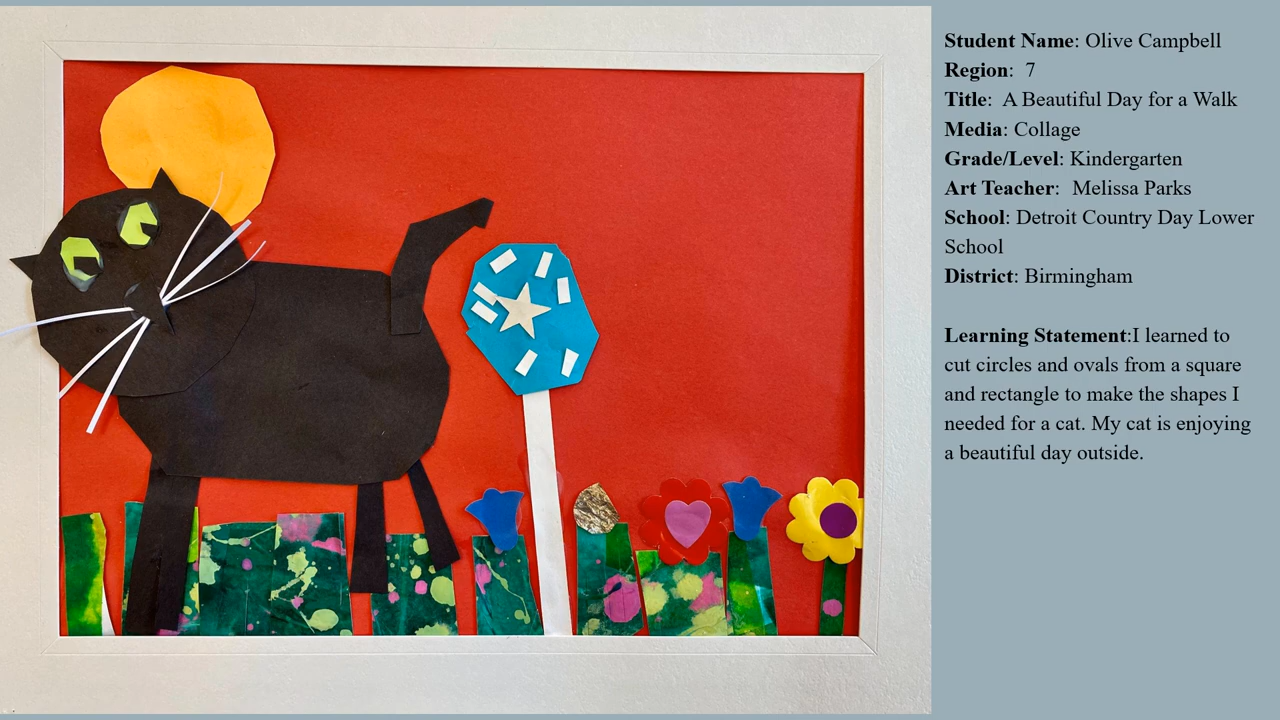 Student Name: Olive Campbell
Region:  7
Title:  A Beautiful Day for a Walk
Media: Collage
Grade/Level: Kindergarten
Art Teacher:  Melissa Parks
School: Detroit Country Day Lower
School
District: Birmingham
Learning Statement:I learned to
cut circles and ovals from a square
and rectangle to make the shapes I
needed for a cat. My cat is enjoying
a beautiful day outside.